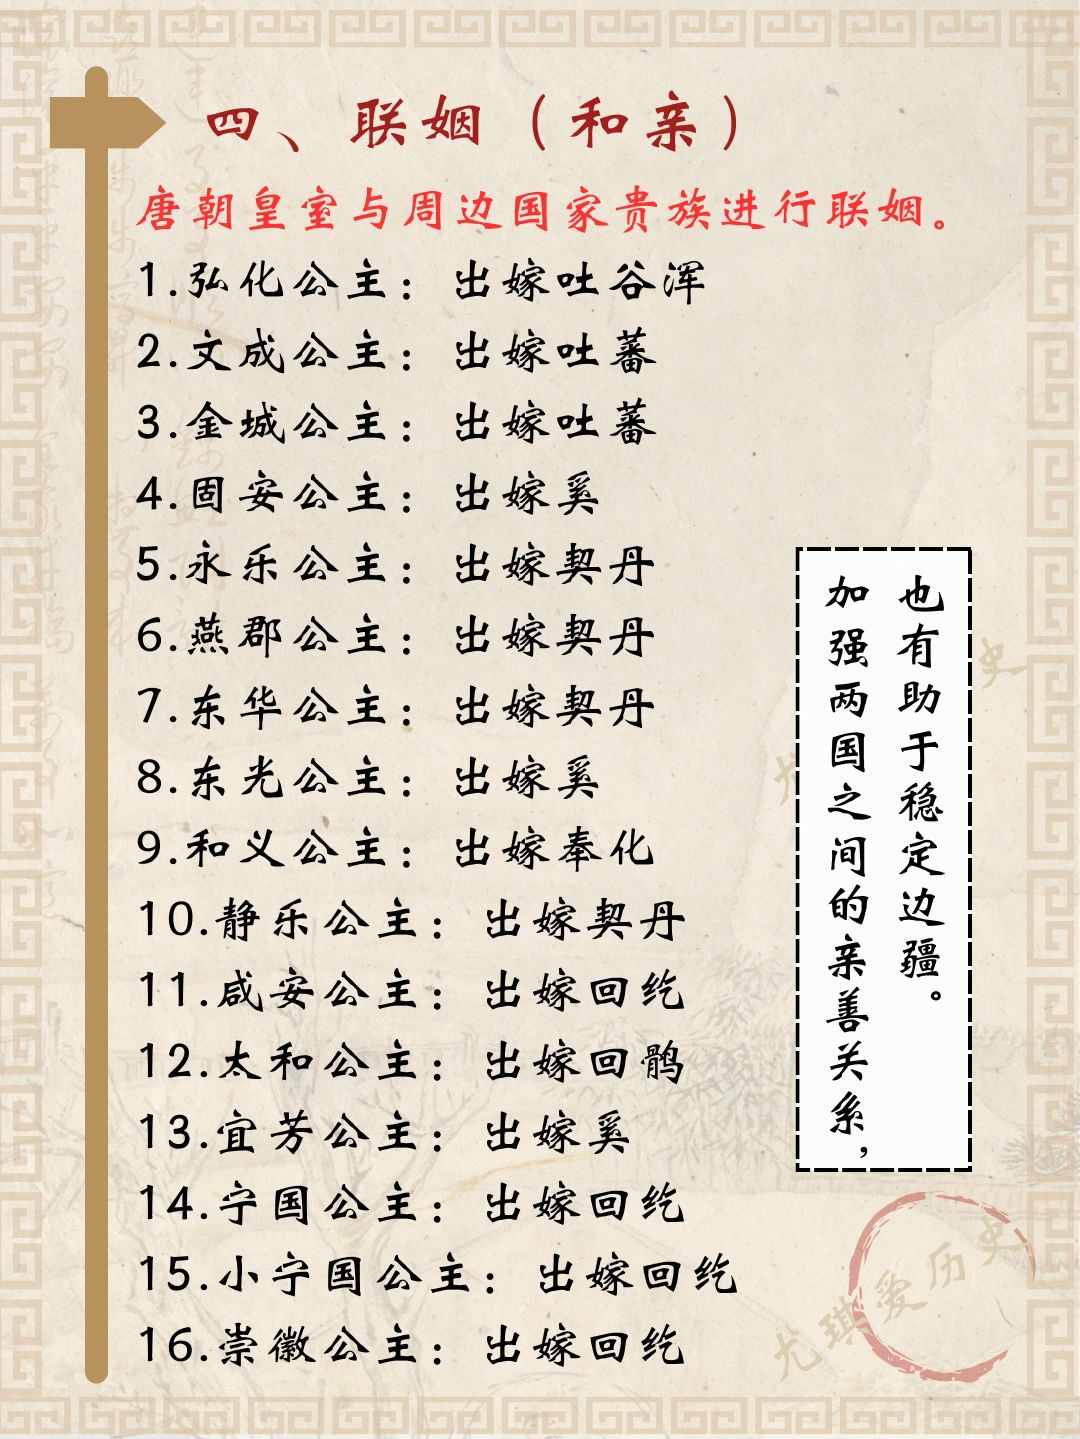 四、联姻（和亲）
唐朝皇室与周边国家贵族进行联姻。
1.弘化公主：出嫁吐谷浑
2.文成公主：出嫁吐蕃
3.金城公主：出嫁吐蕃
4.固安公主：出嫁奚
5.永乐公主：出嫁契丹
6.燕郡公主：出嫁契丹
7.东华公主：出嫁契丹
8.东光公主：出嫁奚
9.和义公主：出嫁奉化
10.静乐公主：出嫁契丹
11.咸安公主：出嫁回纥
12.太和公主：出嫁回鹘
13.宜芳公主：出嫁奚
14.宁国公主：出嫁回纥
15.小宁国公主：出嫁回纥
16.崇徽公主：出嫁回纥
加强两国之间的亲善关系，
也有助于稳定边疆。
尤琪爱历史